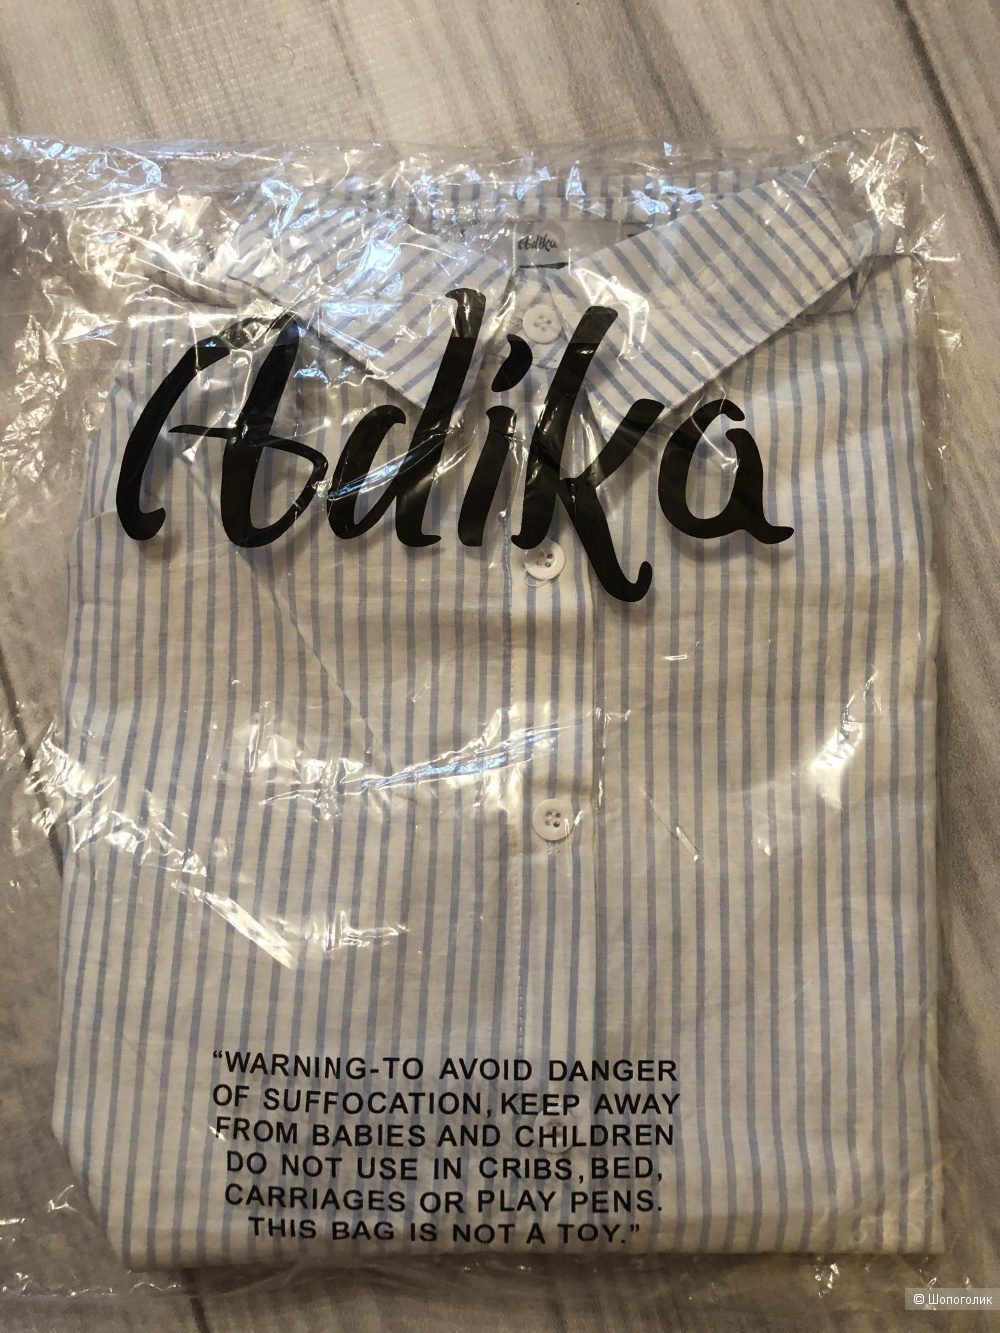 Adika
Adika
“WARNING-TO AVOID DANGER
OF SUFFOCATION,KEEP AWAY
FROM BABIES AND CHILDREN
DO NOT USE IN CRIBS,BED,
CARRIAGES OR PLAY PENS.
THIS BAG IS NOT A TOY.”
© Шопоголик